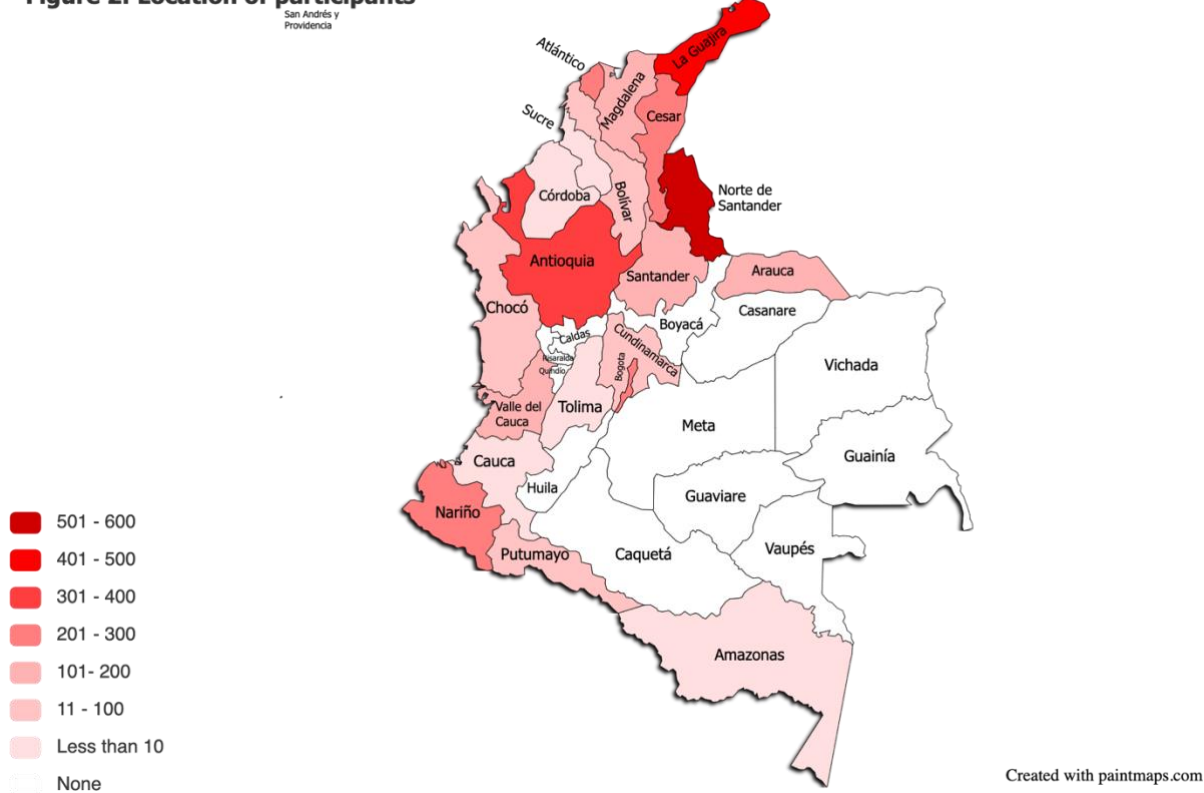 Figure 2. Location of participants
San Andrés y
Providencia
Atlántico
La Guajira
Magdalena
Cesar
Sucre
Norte de
Santander
Córdoba
Bolívar
Antioquia
Santander
Arauca
Chocó
Casanare
Boyacá
Caldas
Cundinamarca
Risaralda
Quindío
Bogota
Vichada
Valle del
Cauca
Tolima
Meta
Guainía
Cauca
Huila
Guaviare
Nariño
Putumayo
Caquetá
Vaupés
Amazonas
501 - 600
401 - 500
301 - 400
201 - 300
101- 200
11 - 100
Less than 10
None
Created with paintmaps.com